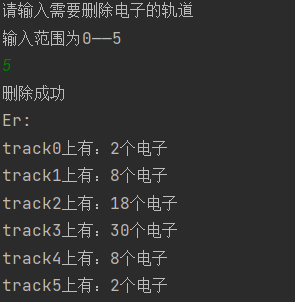 请输入需要删除电子的轨道
输入范围为0——5
5
删除成功
Er:
track0上有：2个电子
track1上有：8个电子
track2上有：18个电子
track3上有：30个电子
track4上有：8个电子
track5上有：2个电子